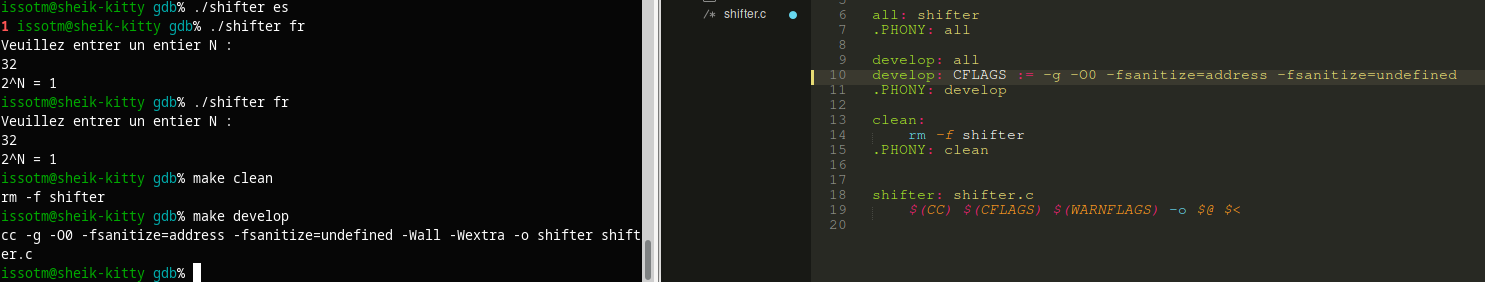 issotm@sheik-kitty gdb% ./shifter es
1 issotm@sheik-kitty gdb% ./shifter fr
Veuillez entrer un entier N :
32
2^N = 1
issotm@sheik-kitty gdb% ./shifter fr
Veuillez entrer un entier N :
32
2^N = 1
issotm@sheik-kitty gdb% make clean
rm -f shifter
issotm@sheik-kitty gdb% make develop
cc -g -O0 -fsanitize=address -fsanitize=undefined -Wall -Wextra -o shifter shift
er.c
issotm@sheik-kitty gdb%
/* shifter.c
6 all: shifter
7 .PHONY: all
8
9 develop: all
10 develop: CFLAGS := -g -O0 -fsanitize=address -fsanitize=undefined
11 .PHONY: develop
12
13 clean:
14 rm -f shifter
15 .PHONY: clean
16
17
18 shifter: shifter.c
19 $(CC) $(CFLAGS) $(WARNFLAGS) -o $@ $<
20